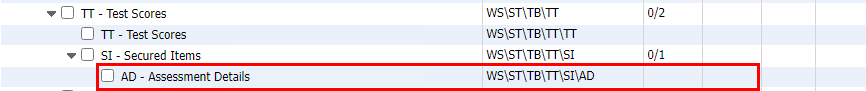 TT - Test Scores WS\ST\TB\TT 0/2
TT - Test Scores WS\ST\TB\TT\TT
SI - Secured Items WS\ST\TB\TT\SI 0/1
AD - Assessment Details WS\ST\TB\TT\SI\AD